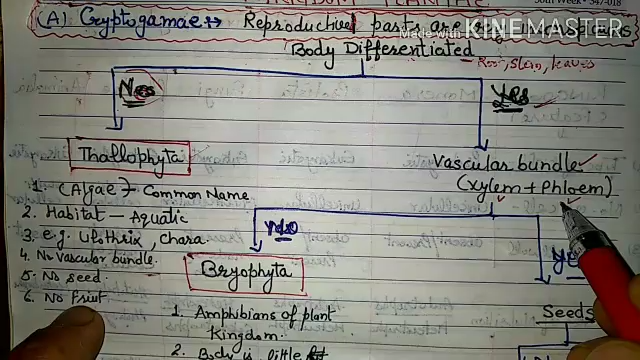 (A) Cryptogamae:→ Reproductive parts are
Made with KINEMASTER
Body Differentiated
Root, stem, leaves
No
Yes
Thallophyta
Vascular bundle
(Xylem + Phloem)
1. (Algae) → Common Name
2. Habitat — Aquatic
3. e.g. Ulothrix, chara.
4. No Vascular bundle.
5. No seed.
6. No fruit
No
Bryophyta
Seeds
1. Amphibians of plant
Kingdom.
2. Body is little